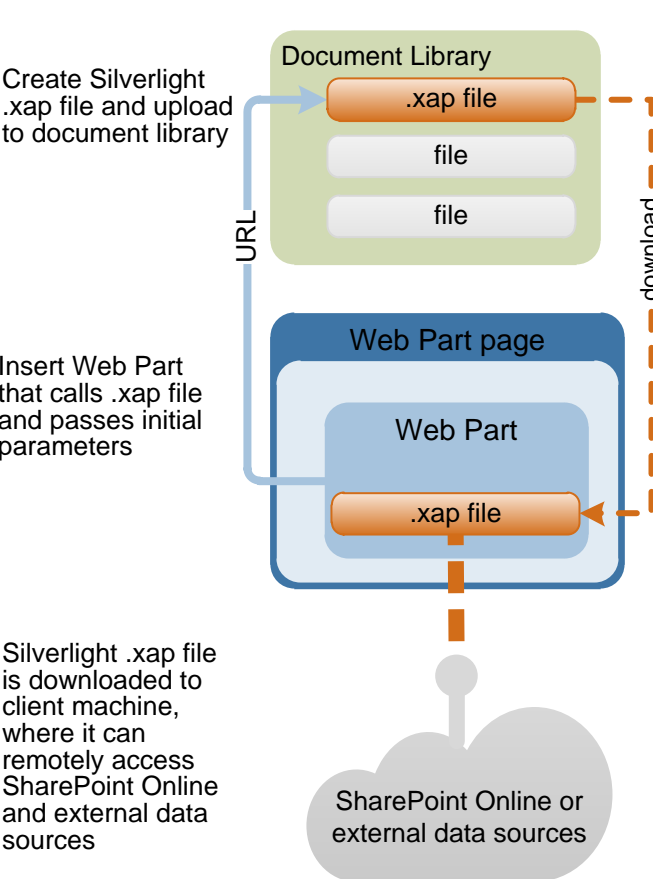 Document Library
Create Silverlight
.xap file and upload
to document library
.xap file
file
file
URL
download
Web Part page
Insert Web Part
that calls .xap file
and passes initial
parameters
Web Part
.xap file
Silverlight .xap file
is downloaded to
client machine,
where it can
remotely access
SharePoint Online
and external data
sources
SharePoint Online or
external data sources